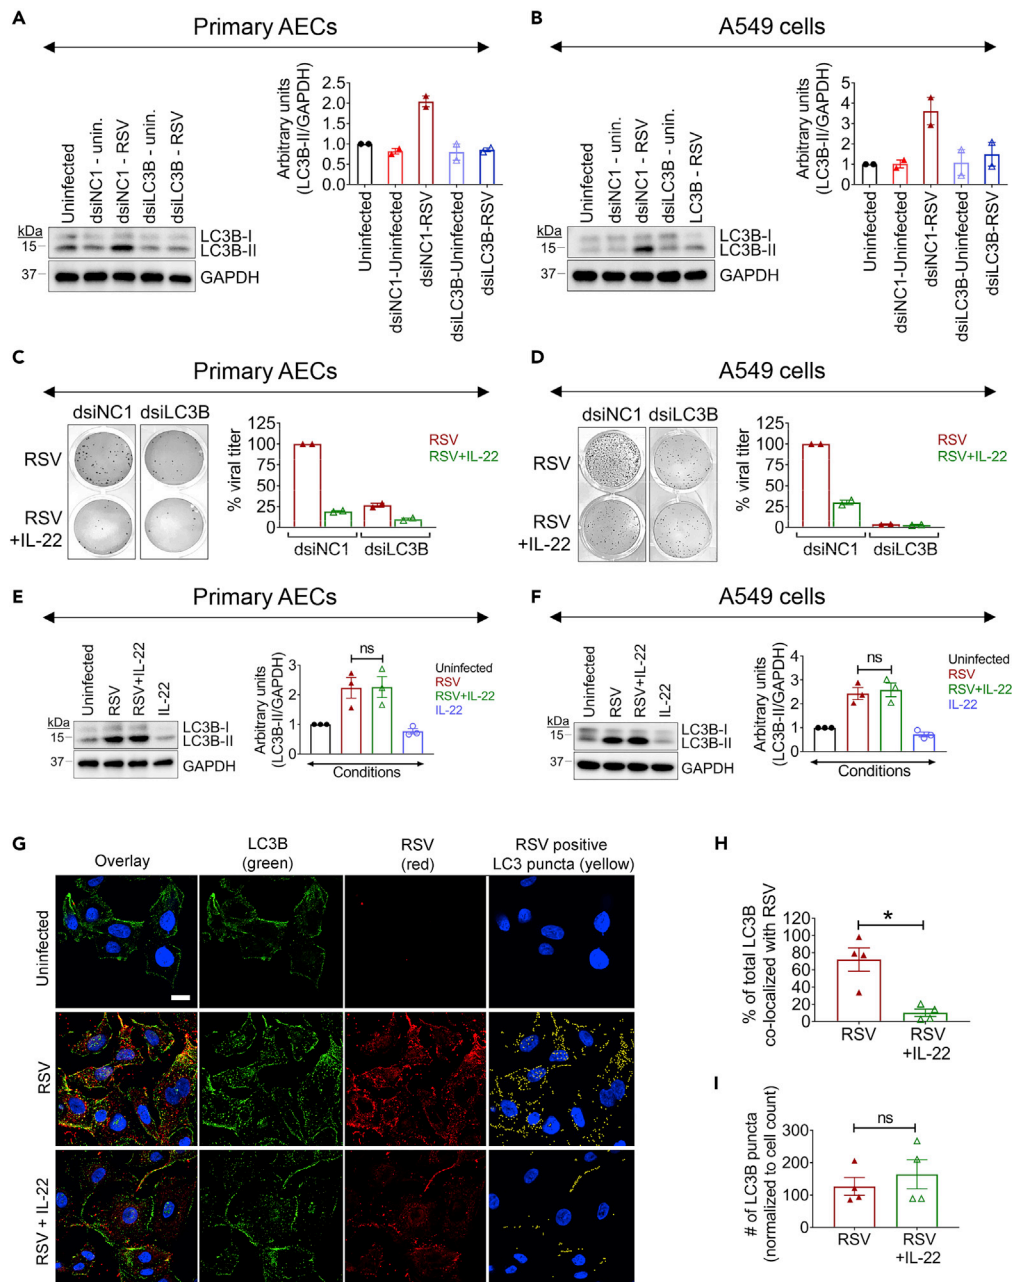 A
Primary AECs
Uninfected
dsiNC1 - unin.
dsiNC1 - RSV
dsiLC3B - unin.
dsiLC3B - RSV
kDa
15
37
LC3B-I
LC3B-II
GAPDH
Arbitrary units
(LC3B-II/GAPDH)
2.5
2.0
1.5
1.0
0.5
0.0
Uninfected
dsiNC1-Uninfected
dsiNC1-RSV
dsiLC3B-Uninfected
dsiLC3B-RSV
B
A549 cells
Uninfected
dsiNC1 - unin.
dsiNC1 - RSV
dsiLC3B - unin.
LC3B - RSV
kDa
15
37
LC3B-I
LC3B-II
GAPDH
Arbitrary units
(LC3B-II/GAPDH)
5
4
3
2
1
0
Uninfected
dsiNC1-Uninfected
dsiNC1-RSV
dsiLC3B-Uninfected
dsiLC3B-RSV
C
Primary AECs
dsiNC1 dsiLC3B
RSV
RSV
+IL-22
% viral titer
125
100
75
50
25
0
RSV
RSV+IL-22
dsiNC1 dsiLC3B
D
A549 cells
dsiNC1 dsiLC3B
RSV
RSV
+IL-22
% viral titer
125
100
75
50
25
0
RSV
RSV+IL-22
dsiNC1 dsiLC3B
E
Primary AECs
Uninfected
RSV
RSV+IL-22
IL-22
kDa
15
37
LC3B-I
LC3B-II
GAPDH
Arbitrary units
(LC3B-II/GAPDH)
3
2
1
0
ns
Conditions
Uninfected
RSV
RSV+IL-22
IL-22
F
A549 cells
Uninfected
RSV
RSV+IL-22
IL-22
kDa
15
37
LC3B-I
LC3B-II
GAPDH
Arbitrary units
(LC3B-II/GAPDH)
4
3
2
1
0
ns
Conditions
Uninfected
RSV
RSV+IL-22
IL-22
G
Overlay
LC3B
(green)
RSV
(red)
RSV positive
LC3 puncta (yellow)
Uninfected
RSV
RSV + IL-22
H
% of total LC3B
co-localized with RSV
120
100
80
60
40
20
0
*
RSV
RSV
+IL-22
I
# of LC3B puncta
(normalized to cell count)
300
200
100
0
ns
RSV
RSV
+IL-22